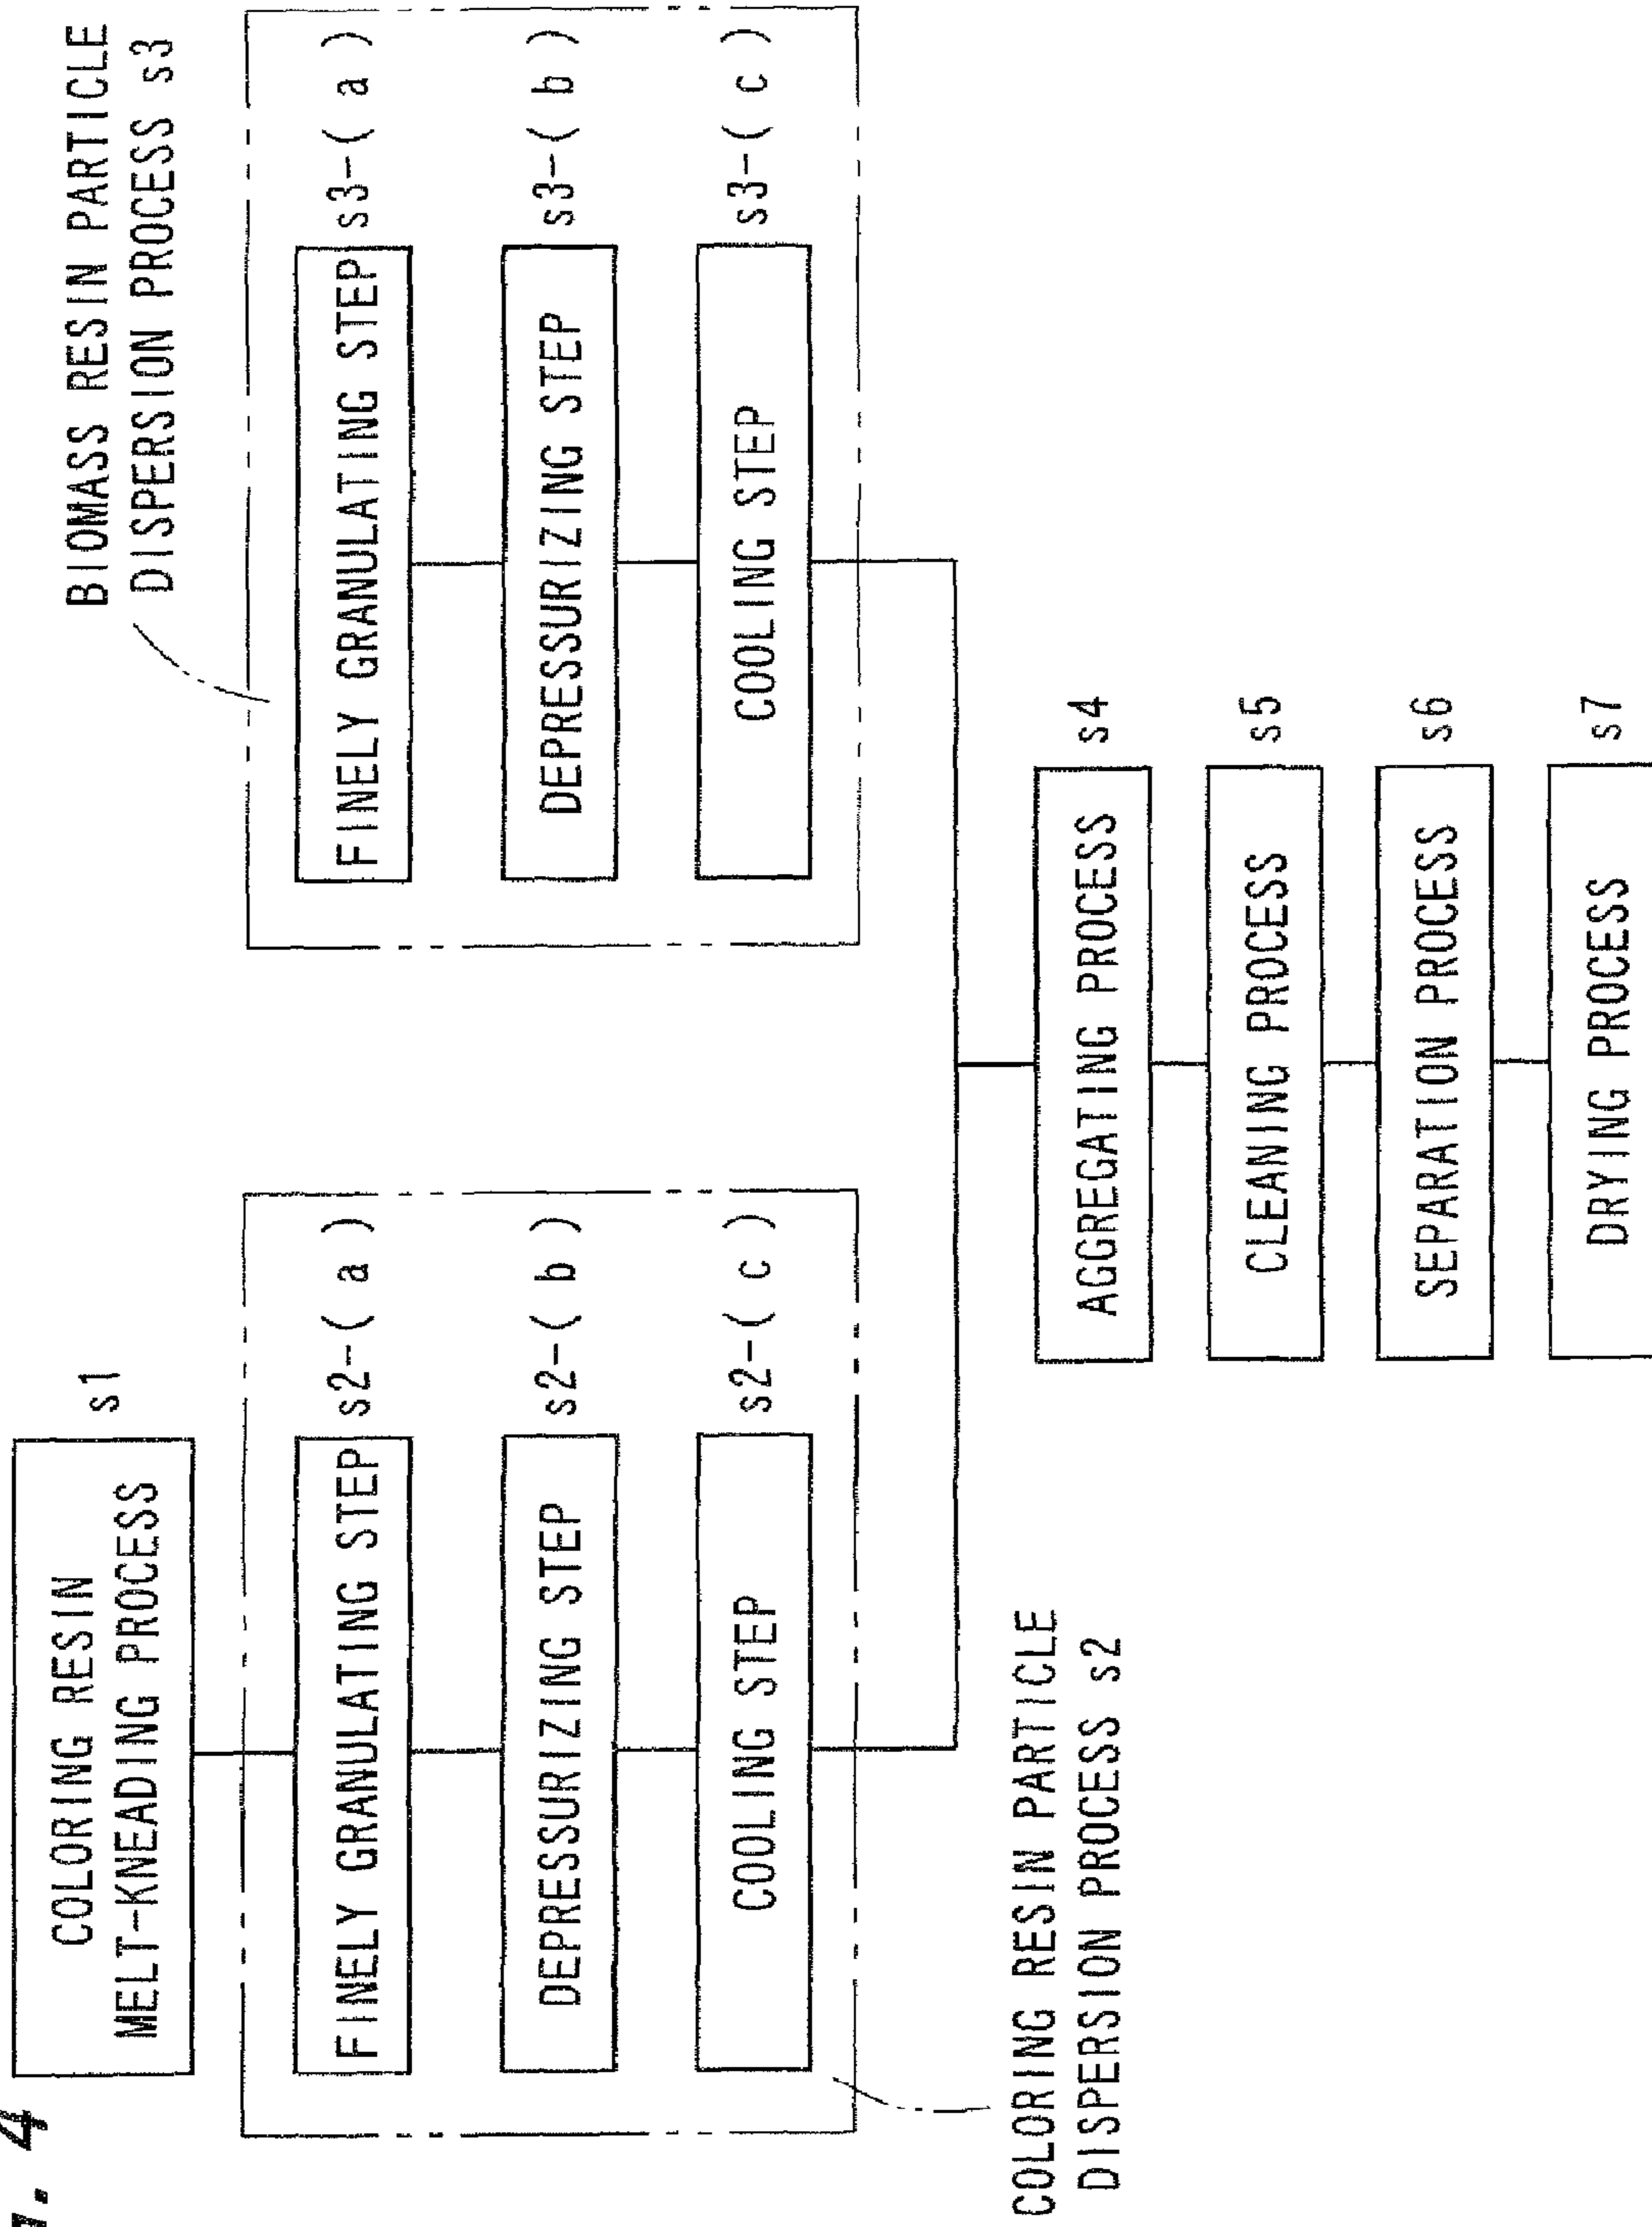 4
COLORING RESIN
MELT-KNEADING PROCESS
s1
FINELY GRANULATING STEP
s2-(a)
DEPRESSURIZING STEP
s2-(b)
COOLING STEP
s2-(c)
COLORING RESIN PARTICLE
DISPERSION PROCESS s2
BIOMASS RESIN PARTICLE
DISPERSION PROCESS s3
FINELY GRANULATING STEP
s3-(a)
DEPRESSURIZING STEP
s3-(b)
COOLING STEP
s3-(c)
AGGREGATING PROCESS
s4
CLEANING PROCESS
s5
SEPARATION PROCESS
s6
DRYING PROCESS
s7